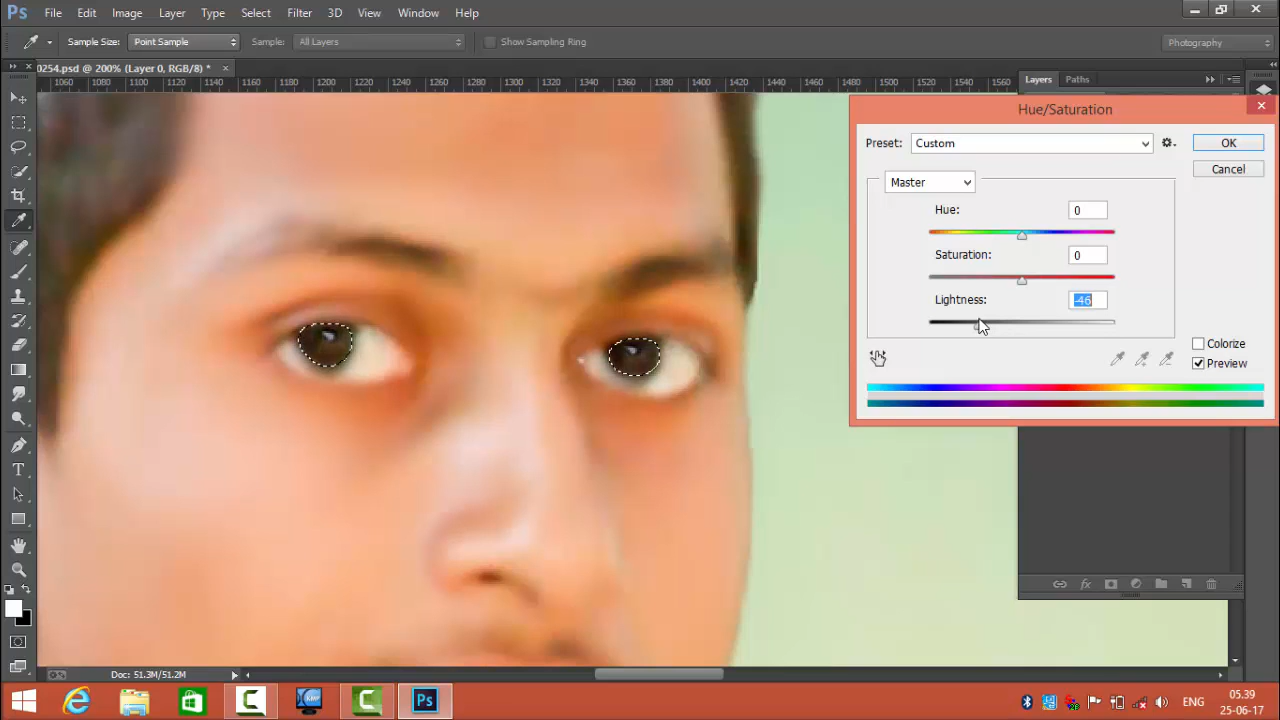 Ps File Edit Image Layer Type Select Filter 3D View Window Help
Sample Size: Point Sample Sample: All Layers Show Sampling Ring Photography
0254.psd @ 200% (Layer 0, RGB/8) * ×
1060 1080 1100 1120 1140 1160 1180 1200 1220 1240 1260 1280 1300 1320 1340 1360 1380 1400 1420 1440 1460 1480 1500 1520 1540 1560
Layers Paths
Hue/Saturation
Preset: Custom OK
Cancel
Master
Hue: 0
Saturation: 0
Lightness: -46
Colorize
Preview
T
fx
Doc: 51.3M/51.2M
KMP
Ps
ENG
05.39
25-06-17